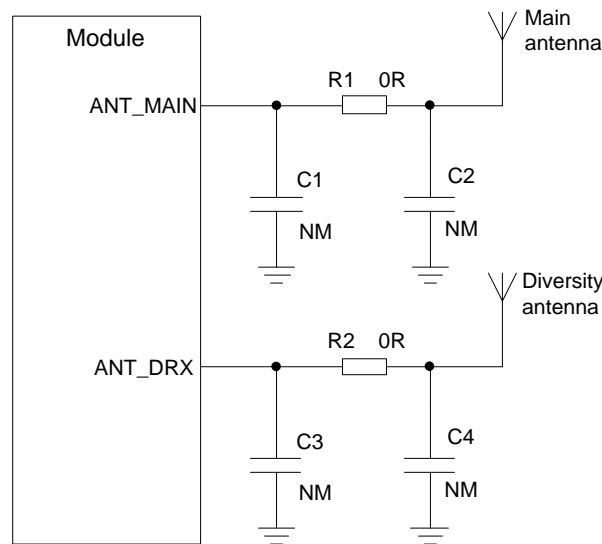 Module
Main
antenna
R1 0R
ANT_MAIN
C1
C2
NM
NM
Diversity
antenna
R2 0R
ANT_DRX
C3
C4
NM
NM